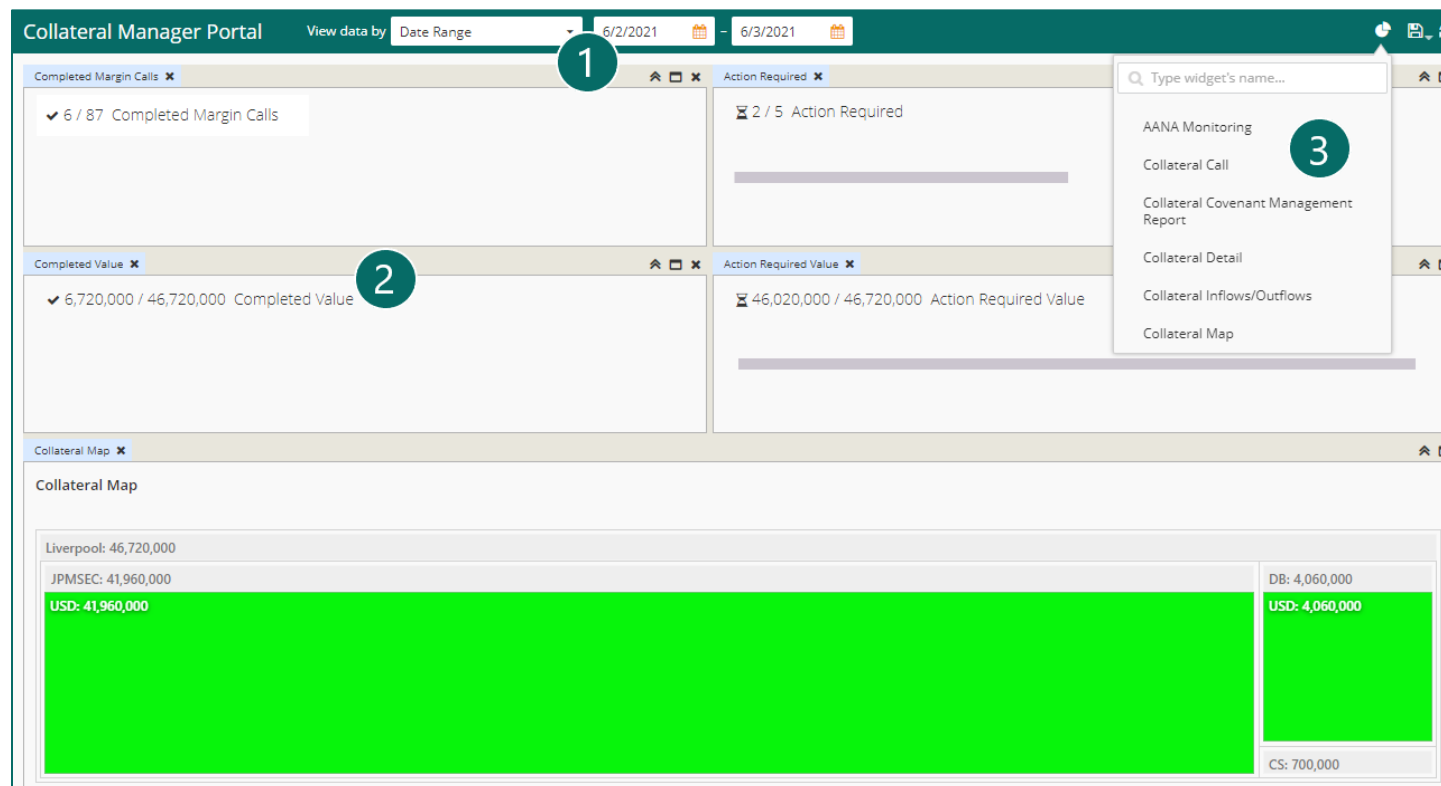 Collateral Manager Portal View data by Date Range 6/2/2021 – 6/3/2021
1
Completed Margin Calls
6 / 87 Completed Margin Calls
Action Required
2 / 5 Action Required
Type widget's name...
AANA Monitoring
3
Collateral Call
Collateral Covenant Management
Report
Collateral Detail
Collateral Inflows/Outflows
Collateral Map
Completed Value
2
6,720,000 / 46,720,000 Completed Value
Action Required Value
46,020,000 / 46,720,000 Action Required Value
Collateral Map
Collateral Map
Liverpool: 46,720,000
JPMSEC: 41,960,000
USD: 41,960,000
DB: 4,060,000
USD: 4,060,000
CS: 700,000